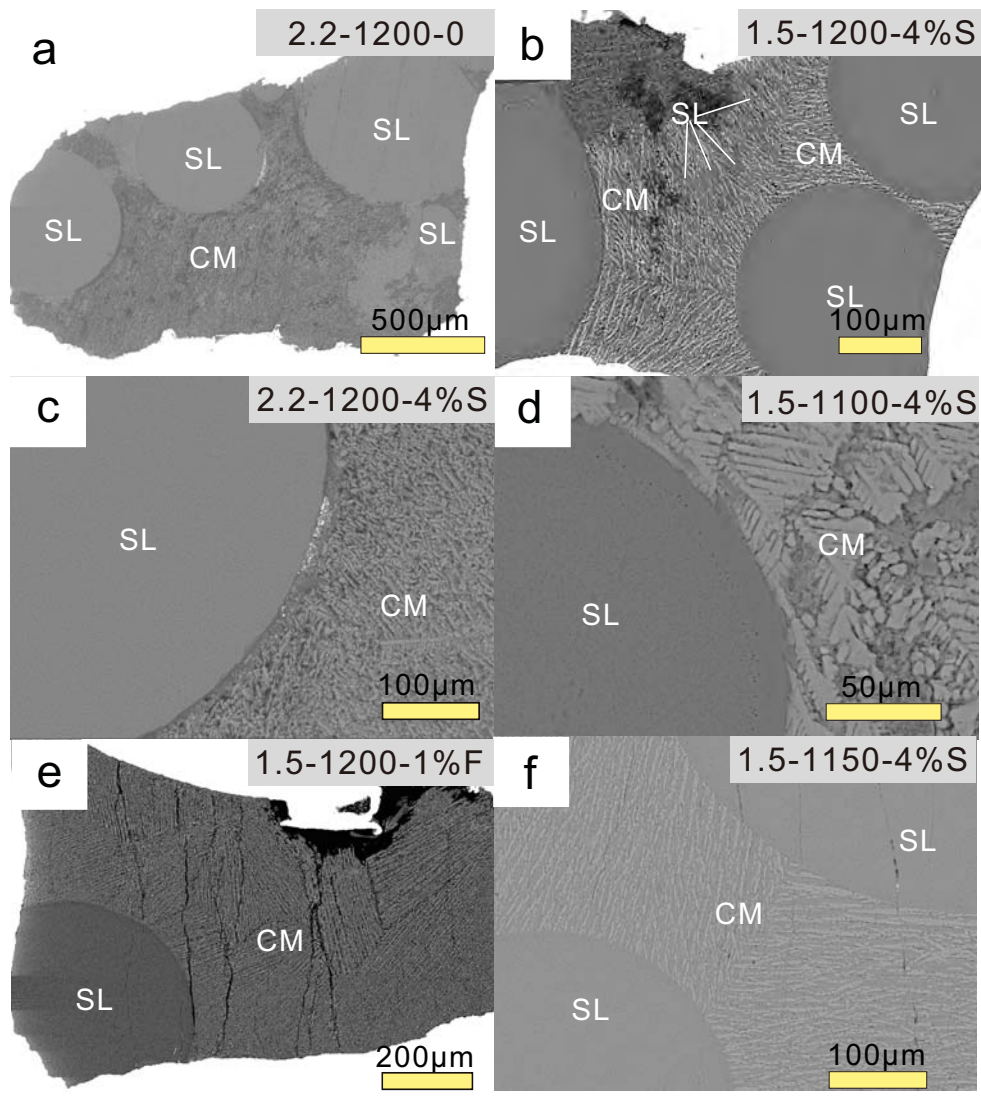 a
2.2-1200-0
SL
SL
SL
SL
CM
500μm
b
1.5-1200-4%S
SL
SL
CM
CM
SL
SL
100μm
c
2.2-1200-4%S
SL
CM
100μm
d
1.5-1100-4%S
CM
SL
50μm
e
1.5-1200-1%F
CM
SL
200μm
f
1.5-1150-4%S
SL
CM
SL
100μm